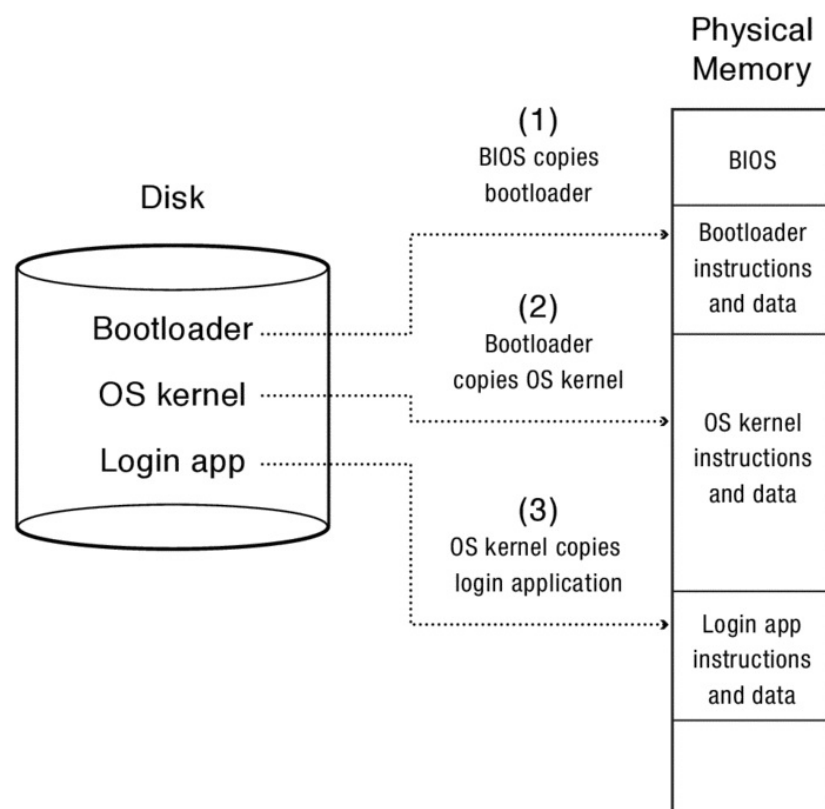 Physical
Memory
(1)
BIOS copies
bootloader
BIOS
Disk
Bootloader
instructions
and data
Bootloader
(2)
Bootloader
copies OS kernel
OS kernel
OS kernel
instructions
and data
Login app
(3)
OS kernel copies
login application
Login app
instructions
and data